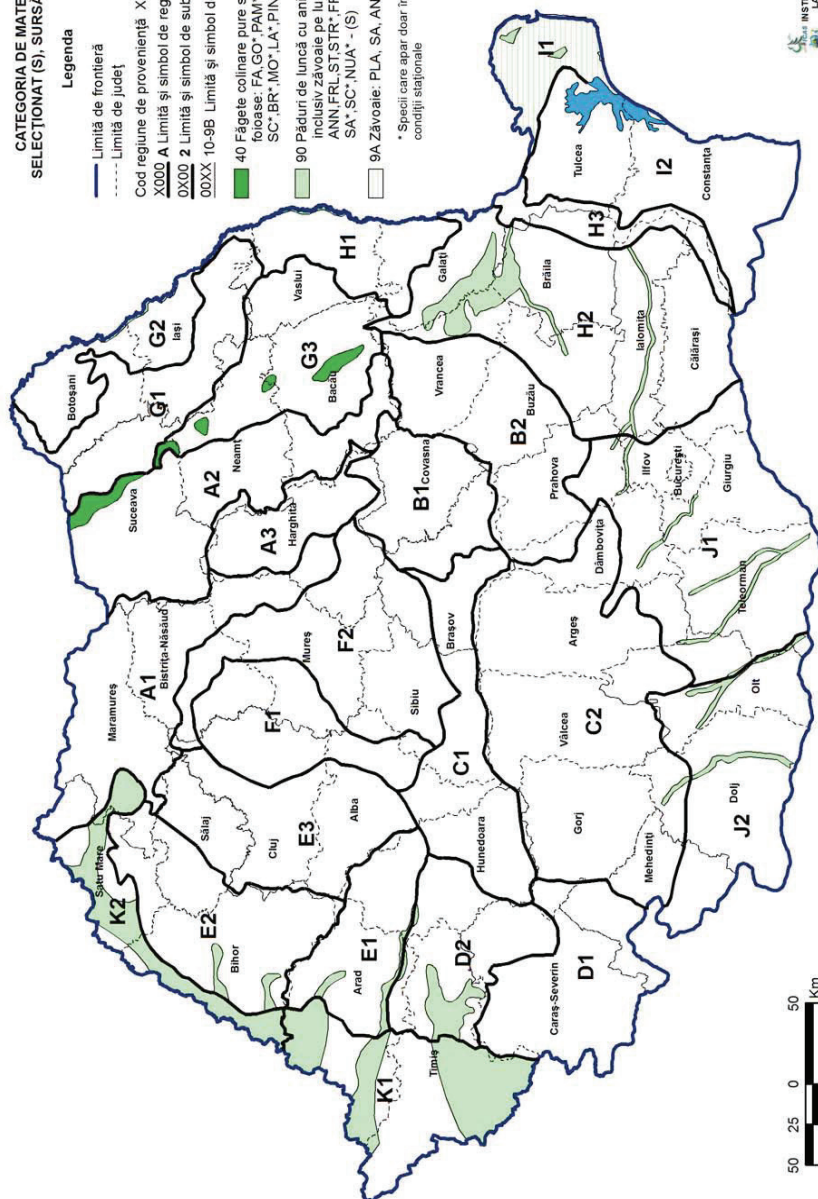 CATEGORIA DE MATE
SELECȚIONAT (S), SURSĂ
Legenda
Limită de frontieră
Limită de județ
Cod regiune de proveniență X
X000 A Limită și simbol de reg
0X00 2 Limită și simbol de sub
00XX 10-9B Limită și simbol d
40 Făgete colinare pure s
foioase: FA,GO*,PAM*
SC*,BR*,MO*,LA*,PIN
90 Păduri de luncă cu ani
inclusiv zăvoaie pe lu
ANN,FRL,ST,STR*,FR
SA*,SC*,NUA* - (S)
9A Zăvoaie: PLA, SA, AN
* Specii care apar doar în
condiții staționale
Botoșani
G2
Iași
G1
Suceava
Maramureș
A1
Bistrița-Năsăud
A2
Neamț
A3
Harghita
G3
Bacău
Vaslui
H1
Satu Mare
K2
Sălaj
Cluj
E3
Alba
F1
Mureș
F2
Sibiu
E2
Bihor
E1
Arad
K1
Timiș
D2
Hunedoara
C1
Brașov
B1
Covasna
Vrancea
Galați
B2
Buzău
Prahova
Brăila
H2
H3
Tulcea
I1
I2
Constanța
Caraș-Severin
D1
Gorj
Mehedinți
Vâlcea
C2
Argeș
Dâmbovița
Ialomița
Călărași
Ilfov
București
Giurgiu
J1
Teleorman
Olt
Dolj
J2
50 25 0 50
Km
INSTI